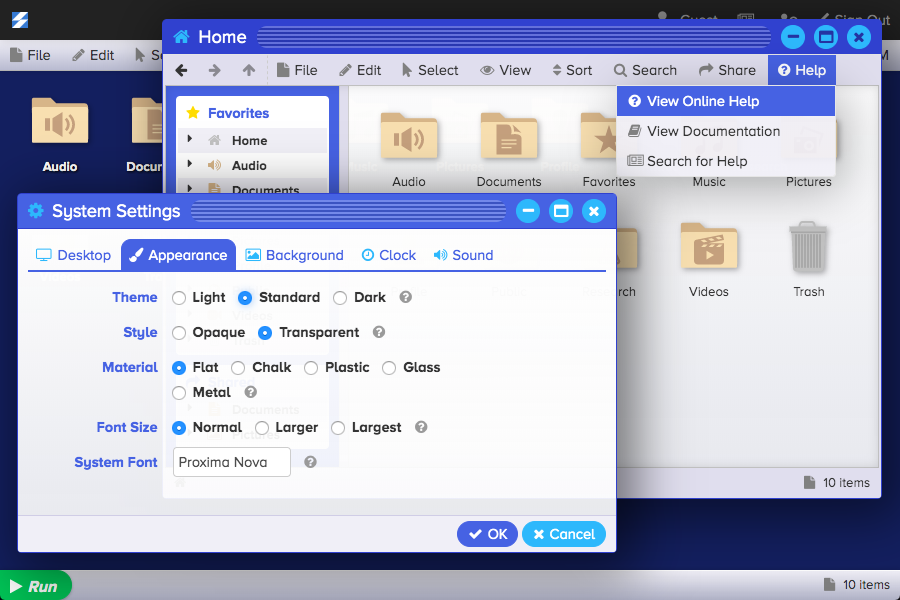 Guest
Sign Out
File Edit
Home
File Edit Select View Sort Search Share Help
View Online Help
View Documentation
Search for Help
Favorites
Home
Audio
Documents
Audio
Audio Documents Favorites Music Pictures
Videos Trash
10 items
System Settings
Desktop Appearance Background Clock Sound
Theme Light Standard Dark
Style Opaque Transparent
Material Flat Chalk Plastic Glass
Metal
Font Size Normal Larger Largest
System Font Proxima Nova
OK Cancel
Run
10 items